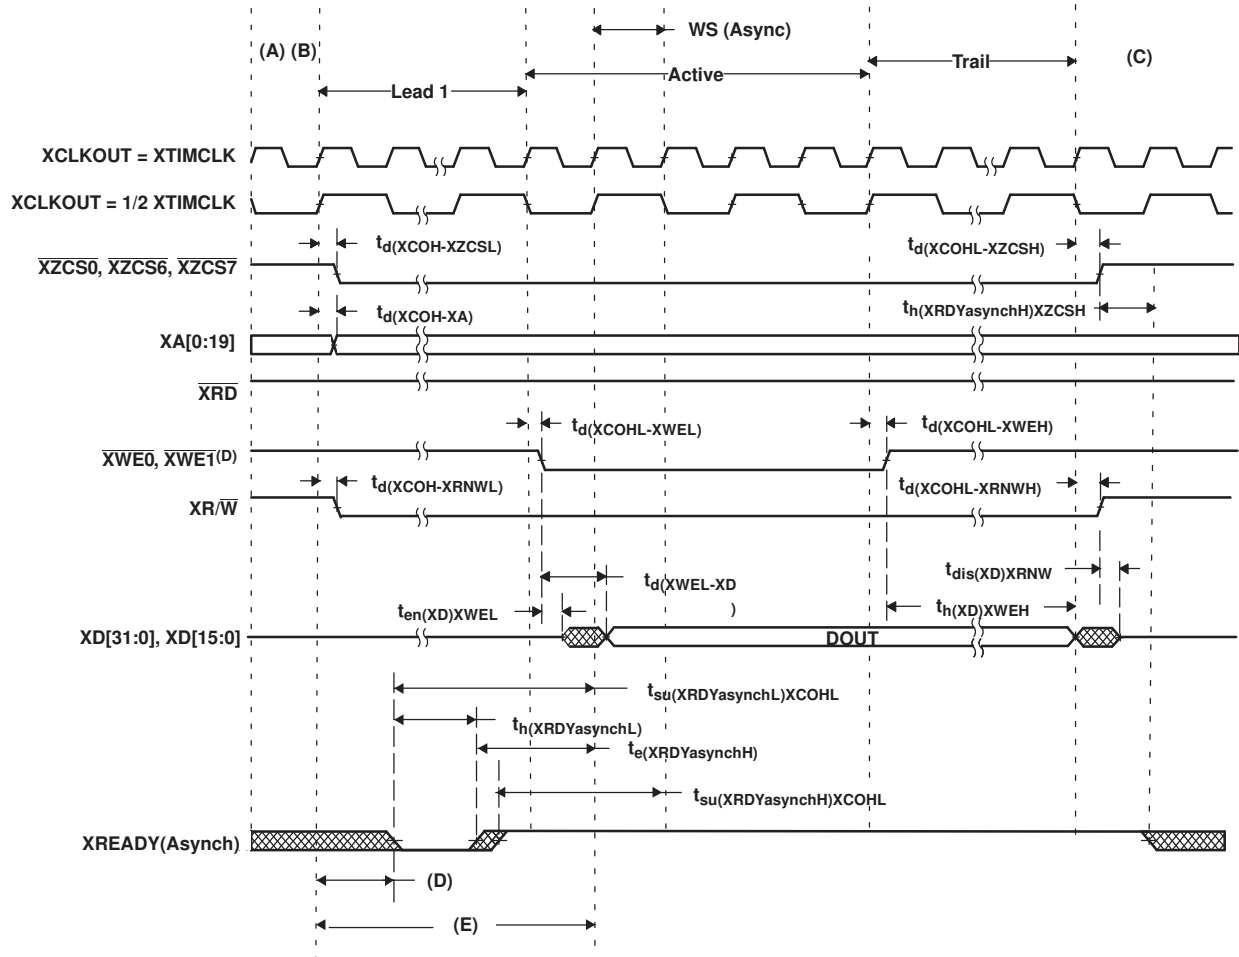 WS (Async)
(A) (B)
Trail
(C)
Active
Lead 1
XCLKOUT = XTIMCLK
XCLKOUT = 1/2 XTIMCLK
td(XCOH-XZCSL)
td(XCOHL-XZCSH)
XZCS0, XZCS6, XZCS7
th(XRDYasynchH)XZCSH
td(XCOH-XA)
XA[0:19]
XRD
td(XCOHL-XWEL)
td(XCOHL-XWEH)
XWE0, XWE1(D)
td(XCOH-XRNWL)
td(XCOHL-XRNWH)
XR/W
td(XWEL-XD
)
tdis(XD)XRNW
ten(XD)XWEL
th(XD)XWEH
XD[31:0], XD[15:0]
DOUT
tsu(XRDYasynchL)XCOHL
th(XRDYasynchL)
te(XRDYasynchH)
tsu(XRDYasynchH)XCOHL
XREADY(Asynch)
(D)
(E)